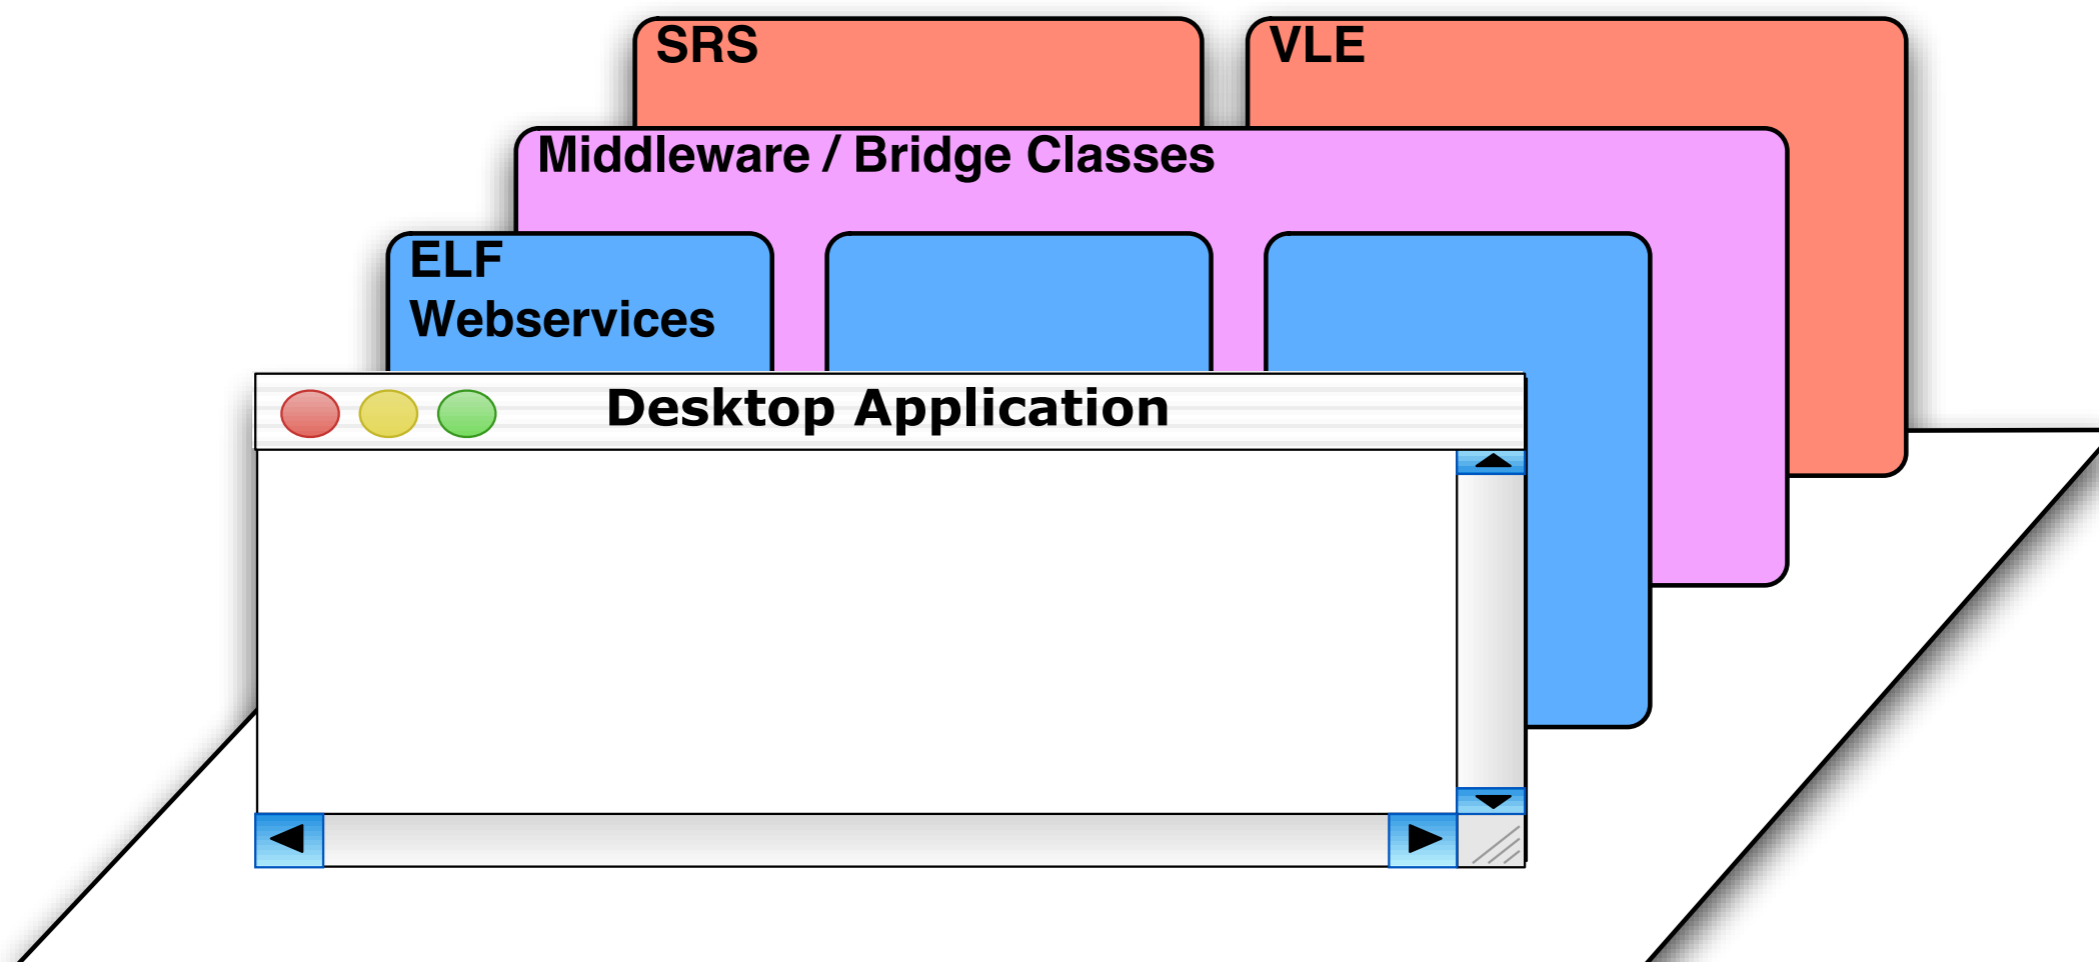 SRS
VLE
Middleware / Bridge Classes
ELF
Webservices
Desktop Application